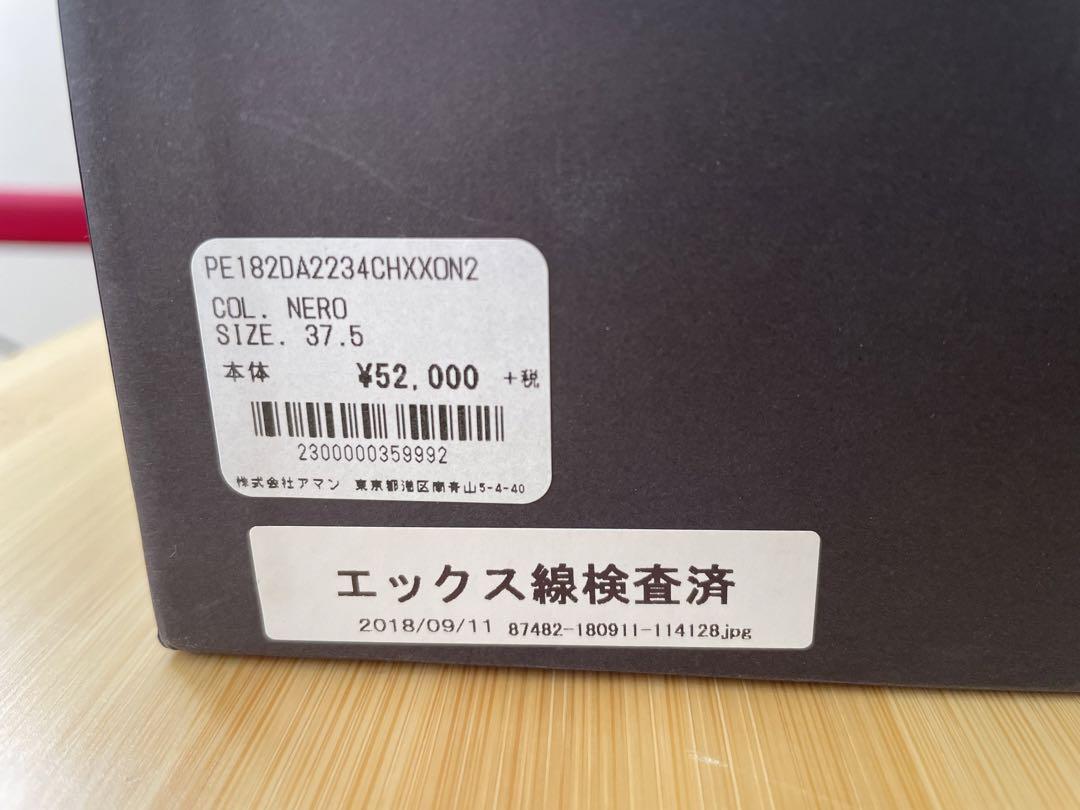 PE182DA2234CHXXON2
COL. NERO
SIZE. 37.5
本体 ¥52,000 +税
2300000359992
株式会社アマン 東京都港区南青山5-4-40
エックス線検査済
2018/09/11 87482-180911-114128jpg